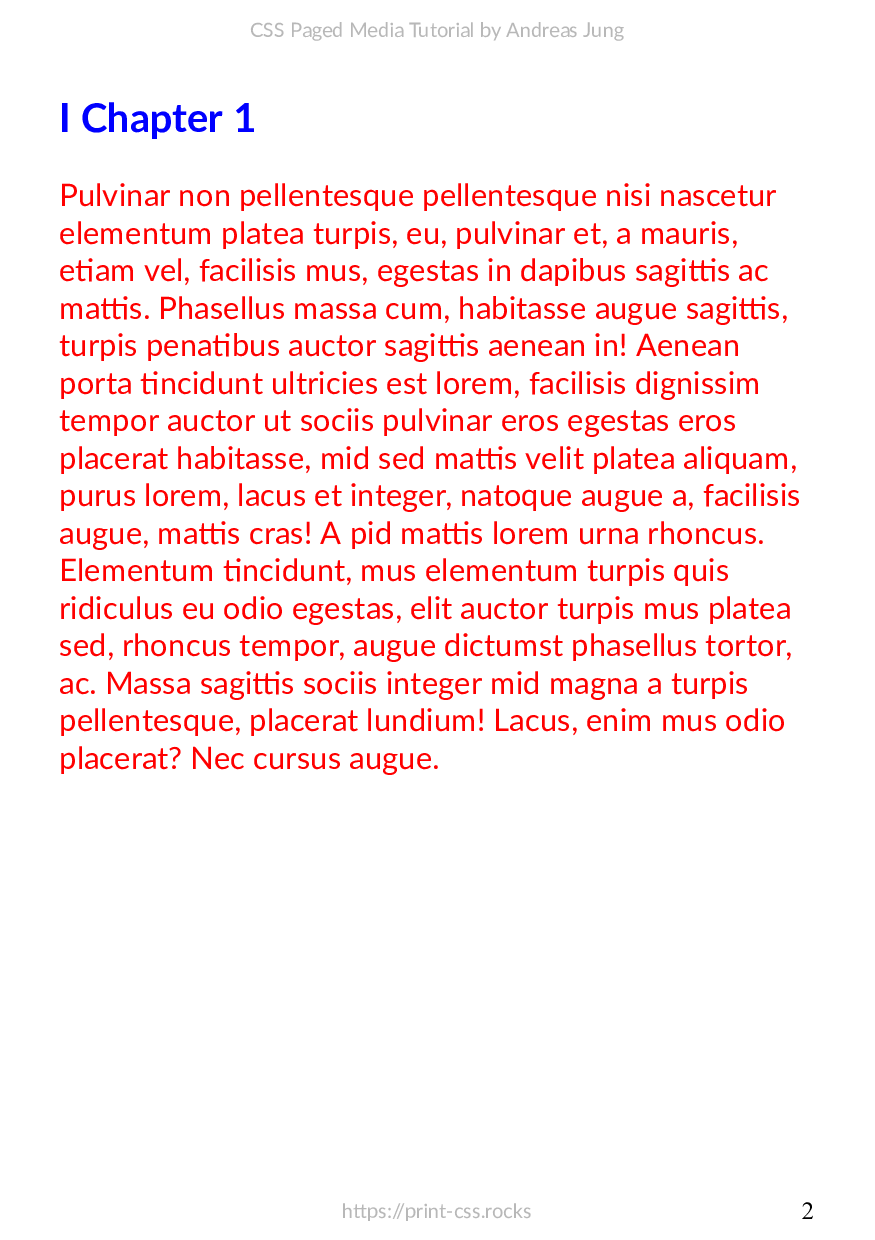 CSS Paged Media Tutorial by Andreas Jung
I Chapter 1
Pulvinar non pellentesque pellentesque nisi nascetur
elementum platea turpis, eu, pulvinar et, a mauris,
etiam vel, facilisis mus, egestas in dapibus sagittis ac
mattis. Phasellus massa cum, habitasse augue sagittis,
turpis penatibus auctor sagittis aenean in! Aenean
porta tincidunt ultricies est lorem, facilisis dignissim
tempor auctor ut sociis pulvinar eros egestas eros
placerat habitasse, mid sed mattis velit platea aliquam,
purus lorem, lacus et integer, natoque augue a, facilisis
augue, mattis cras! A pid mattis lorem urna rhoncus.
Elementum tincidunt, mus elementum turpis quis
ridiculus eu odio egestas, elit auctor turpis mus platea
sed, rhoncus tempor, augue dictumst phasellus tortor,
ac. Massa sagittis sociis integer mid magna a turpis
pellentesque, placerat lundium! Lacus, enim mus odio
placerat? Nec cursus augue.
https://print-css.rocks
2